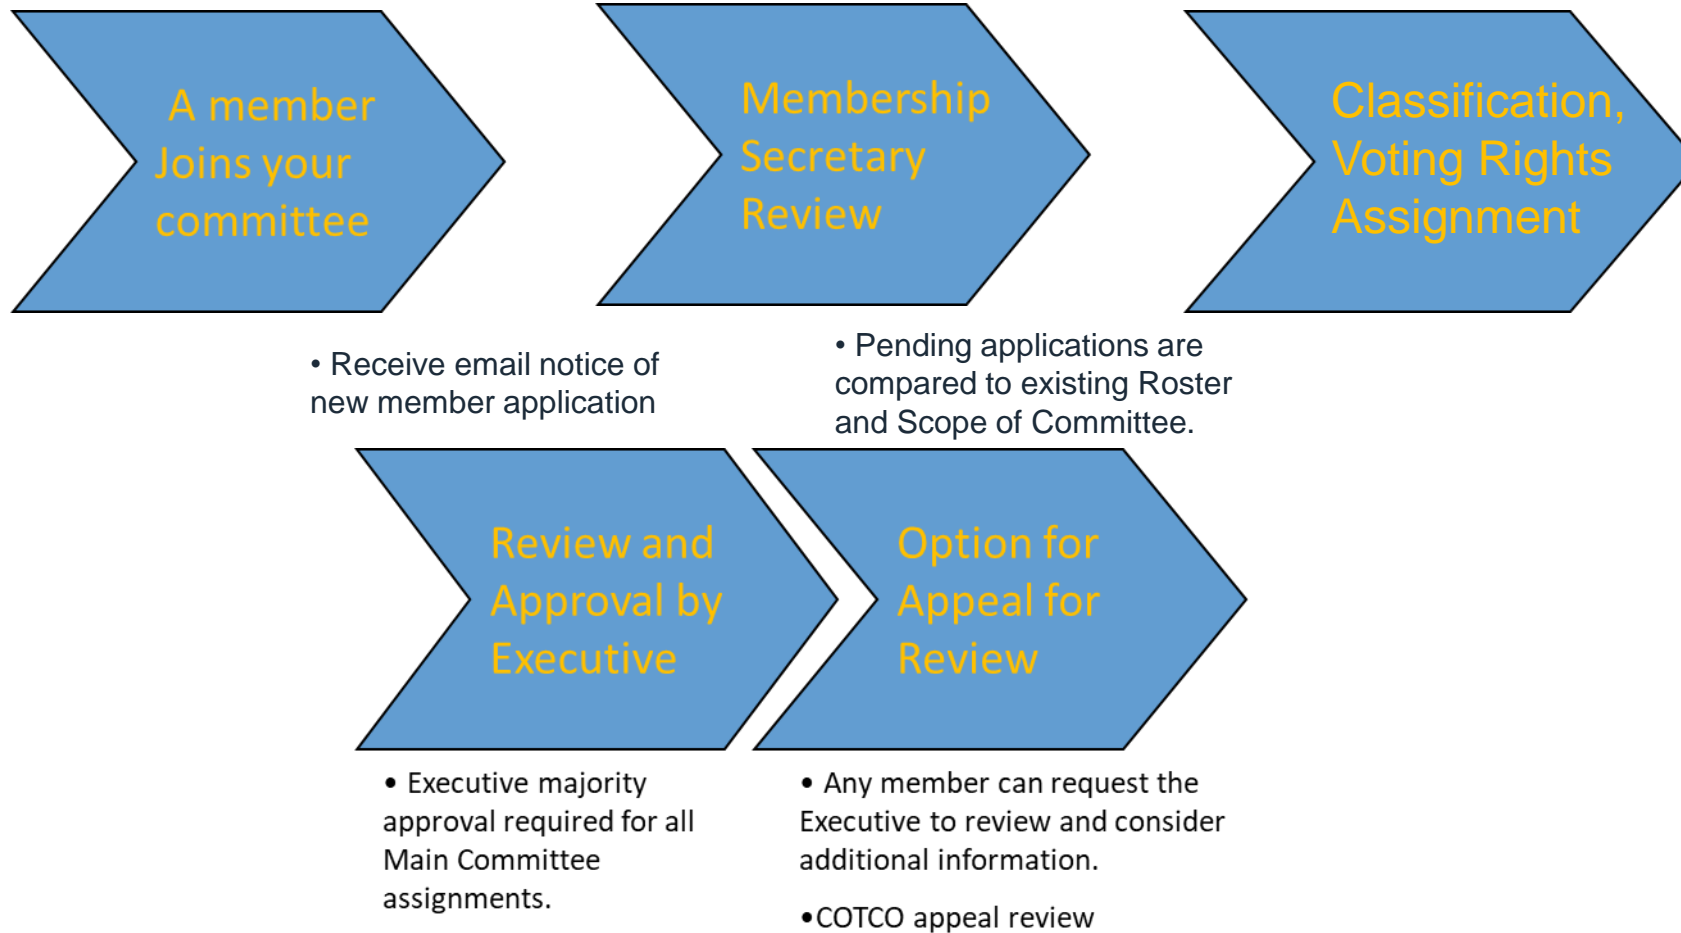 A member
Joins your
committee
Membership
Secretary
Review
Classification,
Voting Rights
Assignment
• Receive email notice of
new member application
• Pending applications are
compared to existing Roster
and Scope of Committee.
Review and
Approval by
Executive
Option for
Appeal for
Review
• Executive majority
approval required for all
Main Committee
assignments.
• Any member can request the
Executive to review and consider
additional information.
•COTCO appeal review